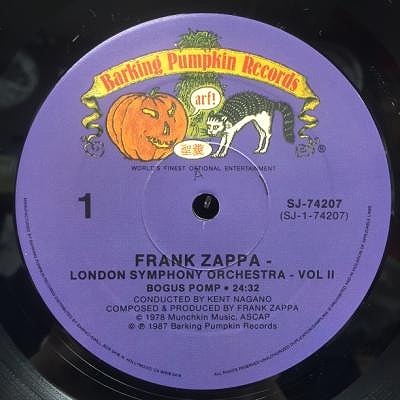 Barking Pumpkin Records
arf!
聖糞
®
WORLD'S FINEST OPTIONAL ENTERTAINMENT
1
SJ-74207
(SJ-1-74207)
FRANK ZAPPA -
LONDON SYMPHONY ORCHESTRA - VOL II
BOGUS POMP • 24:32
CONDUCTED BY KENT NAGANO
COMPOSED & PRODUCED BY FRANK ZAPPA
© 1978 Munchkin Music, ASCAP
℗ © 1987 Barking Pumpkin Records